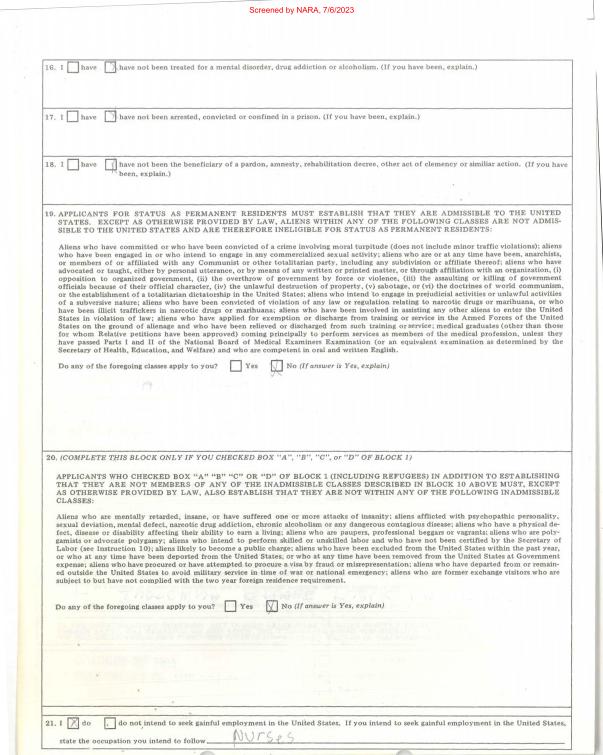 Screened by NARA, 7/6/2023
16. I have have not been treated for a mental disorder, drug addiction or alcoholism. (If you have been, explain.)
17. I have have not been arrested, convicted or confined in a prison. (If you have been, explain.)
18. I have have not been the beneficiary of a pardon, amnesty, rehabilitation decree, other act of clemency or similiar action. (If you have
been, explain.)
19. APPLICANTS FOR STATUS AS PERMANENT RESIDENTS MUST ESTABLISH THAT THEY ARE ADMISSIBLE TO THE UNITED
STATES. EXCEPT AS OTHERWISE PROVIDED BY LAW, ALIENS WITHIN ANY OF THE FOLLOWING CLASSES ARE NOT ADMIS-
SIBLE TO THE UNITED STATES AND ARE THEREFORE INELIGIBLE FOR STATUS AS PERMANENT RESIDENTS:
Aliens who have committed or who have been convicted of a crime involving moral turpitude (does not include minor traffic violations); aliens
who have been engaged in or who intend to engage in any commercialized sexual activity; aliens who are or at any time have been, anarchists,
or members of or affiliated with any Communist or other totalitarian party, including any subdivision or affiliate thereof; aliens who have
advocated or taught, either by personal utterance, or by means of any written or printed matter, or through affiliation with an organization, (i)
opposition to organized government, (ii) the overthrow of government by force or violence, (iii) the assaulting or killing of government
officials because of their official character, (iv) the unlawful destruction of property, (v) sabotage, or (vi) the doctrines of world communism,
or the establishment of a totalitarian dictatorship in the United States; aliens who intend to engage in prejudicial activities or unlawful activities
of a subversive nature; aliens who have been convicted of violation of any law or regulation relating to narcotic drugs or marihuana, or who
have been illicit traffickers in narcotic drugs or marihuana; aliens who have been involved in assisting any other aliens to enter the United
States in violation of law; aliens who have applied for exemption or discharge from training or service in the Armed Forces of the United
States on the ground of alienage and who have been relieved or discharged from such training or service; medical graduates (other than those
for whom Relative petitions have been approved) coming principally to perform services as members of the medical profession, unless they
have passed Parts I and II of the National Board of Medical Examiners Examination (or an equivalent examination as determined by the
Secretary of Health, Education, and Welfare) and who are competent in oral and written English.
Do any of the foregoing classes apply to you? Yes No (If answer is Yes, explain)
20. (COMPLETE THIS BLOCK ONLY IF YOU CHECKED BOX "A", "B", "C", or "D" OF BLOCK 1)
APPLICANTS WHO CHECKED BOX "A" "B" "C" OR "D" OF BLOCK 1 (INCLUDING REFUGEES) IN ADDITION TO ESTABLISHING
THAT THEY ARE NOT MEMBERS OF ANY OF THE INADMISSIBLE CLASSES DESCRIBED IN BLOCK 10 ABOVE MUST, EXCEPT
AS OTHERWISE PROVIDED BY LAW, ALSO ESTABLISH THAT THEY ARE NOT WITHIN ANY OF THE FOLLOWING INADMISSIBLE
CLASSES:
Aliens who are mentally retarded, insane, or have suffered one or more attacks of insanity; aliens afflicted with psychopathic personality,
sexual deviation, mental defect, narcotic drug addiction, chronic alcoholism or any dangerous contagious disease; aliens who have a physical de-
fect, disease or disability affecting their ability to earn a living; aliens who are paupers, professional beggars or vagrants; aliens who are poly-
gamists or advocate polygamy; aliens who intend to perform skilled or unskilled labor and who have not been certified by the Secretary of
Labor (see Instruction 10); aliens likely to become a public charge; aliens who have been excluded from the United States within the past year,
or who at any time have been deported from the United States, or who at any time have been removed from the United States at Government
expense; aliens who have procured or have attempted to procure a visa by fraud or misrepresentation; aliens who have departed from or remain-
ed outside the United States to avoid military service in time of war or national emergency; aliens who are former exchange visitors who are
subject to but have not complied with the two year foreign residence requirement.
Do any of the foregoing classes apply to you? Yes No (If answer is Yes, explain)
21. I do do not intend to seek gainful employment in the United States. If you intend to seek gainful employment in the United States,
state the occupation you intend to follow Nurses